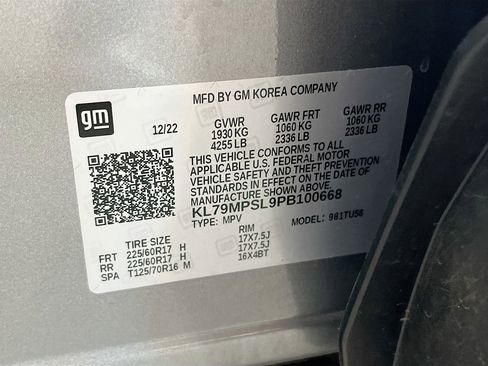 MFD BY GM KOREA COMPANY
gm
12/22
GVWR GAWR FRT GAWR RR
1930 KG 1060 KG 1060 KG
4255 LB 2336 LB 2336 LB
THIS VEHICLE CONFORMS TO ALL
APPLICABLE U.S. FEDERAL MOTOR
VEHICLE SAFETY AND THEFT PREVENTION
STANDARDS IN EFFECT ON THE DATE OF
MANUFACTURE SHOWN ABOVE.
KL79MPSL9PB100668
TYPE: MPV MODEL: 981TU56
TIRE SIZE RIM
FRT 225/60R17 H 17X7.5J
RR 225/60R17 H 17X7.5J
SPA T125/70R16 M 16X4BT